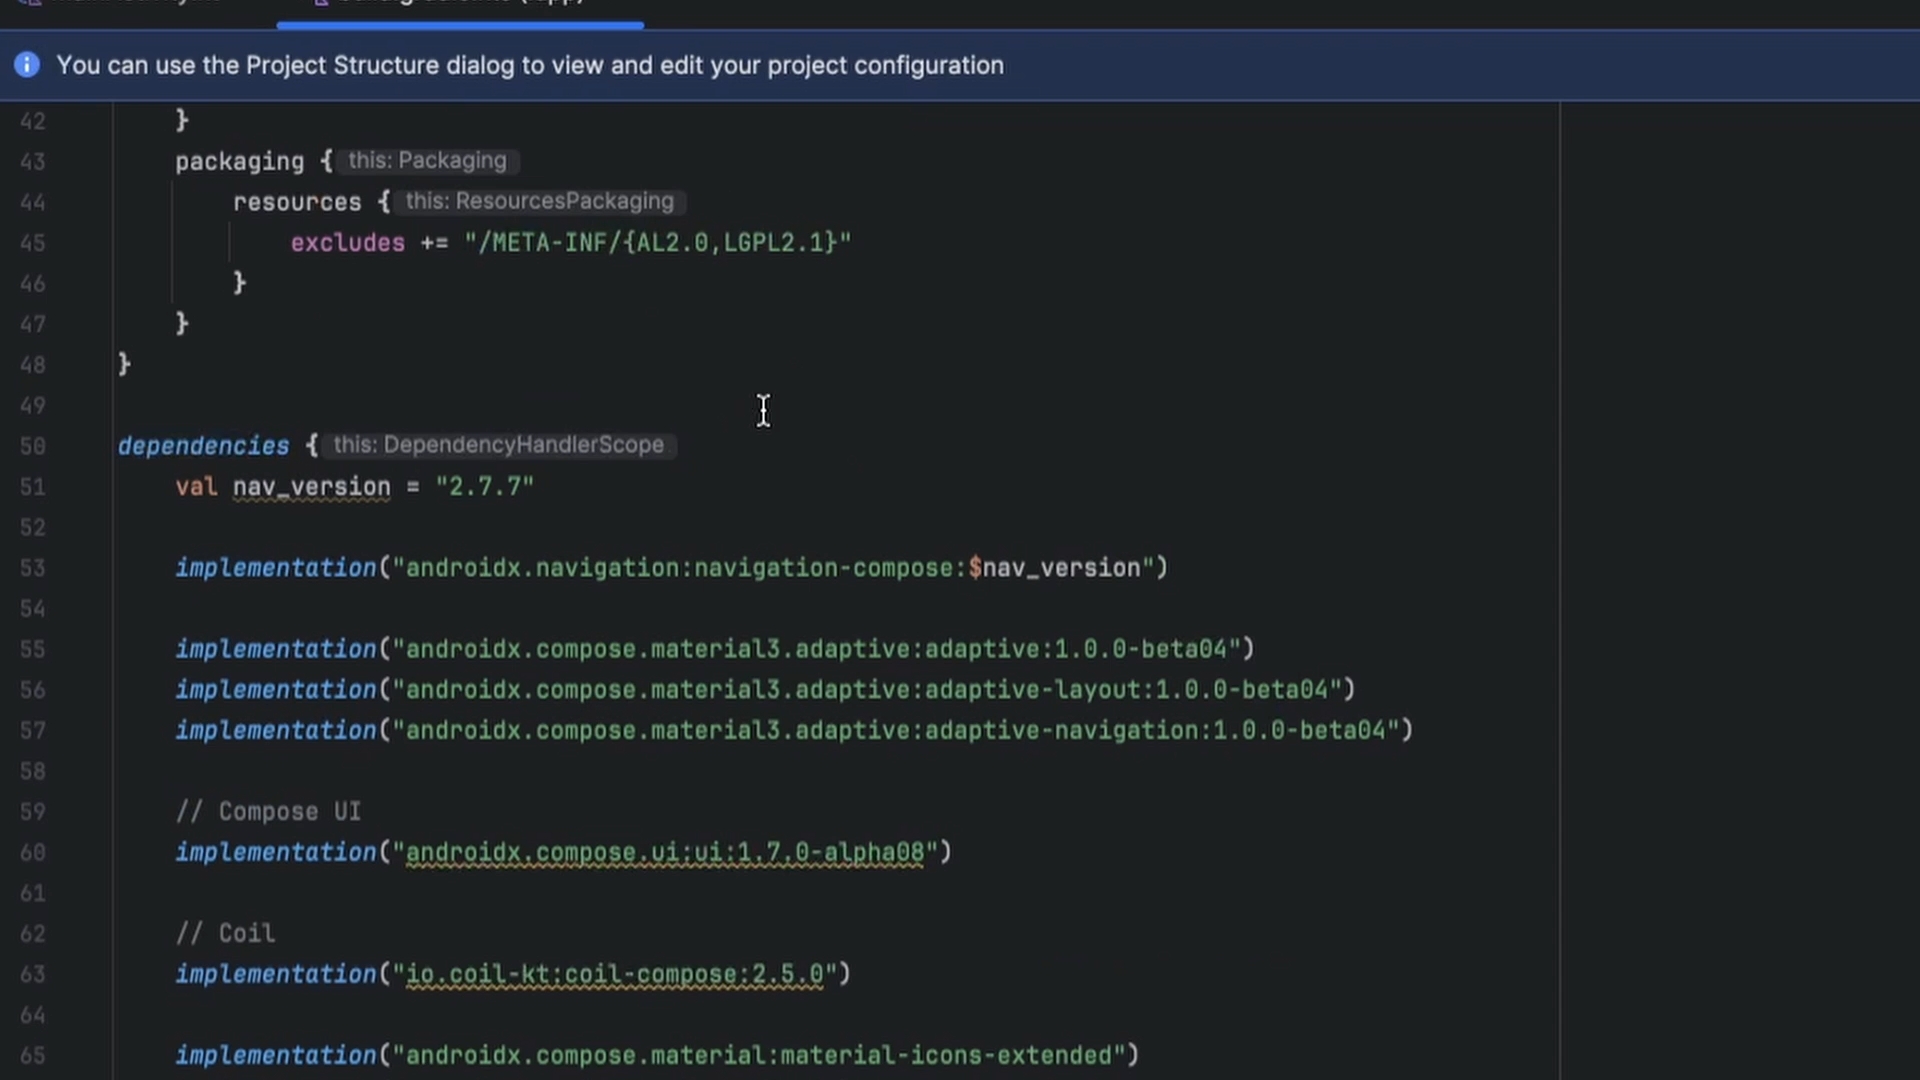 You can use the Project Structure dialog to view and edit your project configuration
42 }
43 packaging { this: Packaging
44 resources { this: ResourcesPackaging
45 excludes += "/META-INF/{AL2.0,LGPL2.1}"
46 }
47 }
48 }
49
50 dependencies { this: DependencyHandlerScope
51 val nav_version = "2.7.7"
52
53 implementation("androidx.navigation:navigation-compose:$nav_version")
54
55 implementation("androidx.compose.material3.adaptive:adaptive:1.0.0-beta04")
56 implementation("androidx.compose.material3.adaptive:adaptive-layout:1.0.0-beta04")
57 implementation("androidx.compose.material3.adaptive:adaptive-navigation:1.0.0-beta04")
58
59 // Compose UI
60 implementation("androidx.compose.ui:ui:1.7.0-alpha08")
61
62 // Coil
63 implementation("io.coil-kt:coil-compose:2.5.0")
64
65 implementation("androidx.compose.material:material-icons-extended")